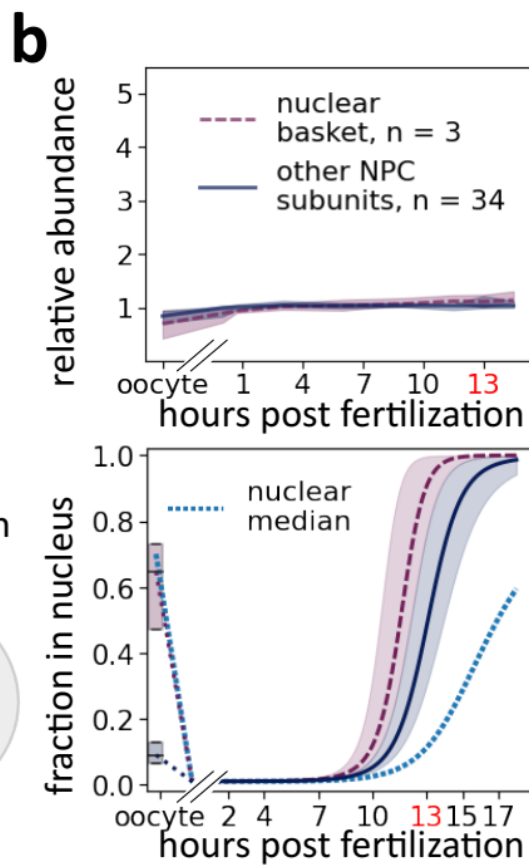 b
relative abundance
5
4
3
2
1
nuclear
basket, n = 3
other NPC
subunits, n = 34
oocyte 1 4 7 10 13
hours post fertilization
fraction in nucleus
1.0
0.8
0.6
0.4
0.2
0.0
nuclear
median
oocyte 2 4 7 10 13 15 17
hours post fertilization